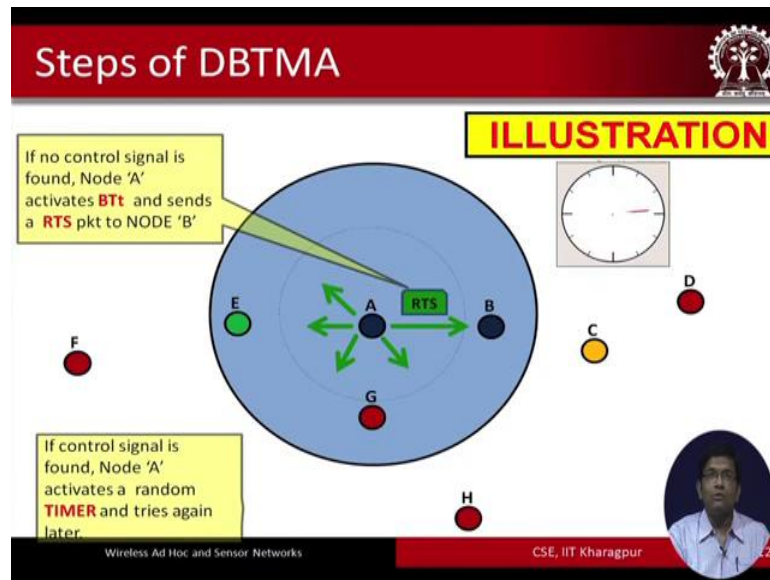 Steps of DBTMA
ILLUSTRATION
If no control signal is
found, Node ‘A’
activates BTt and sends
a RTS pkt to NODE ‘B’
D
E
A
RTS
B
C
F
G
If control signal is
found, Node ‘A’
activates a random
TIMER and tries again
later.
H
Wireless Ad Hoc and Sensor Networks
CSE, IIT Kharagpur
12